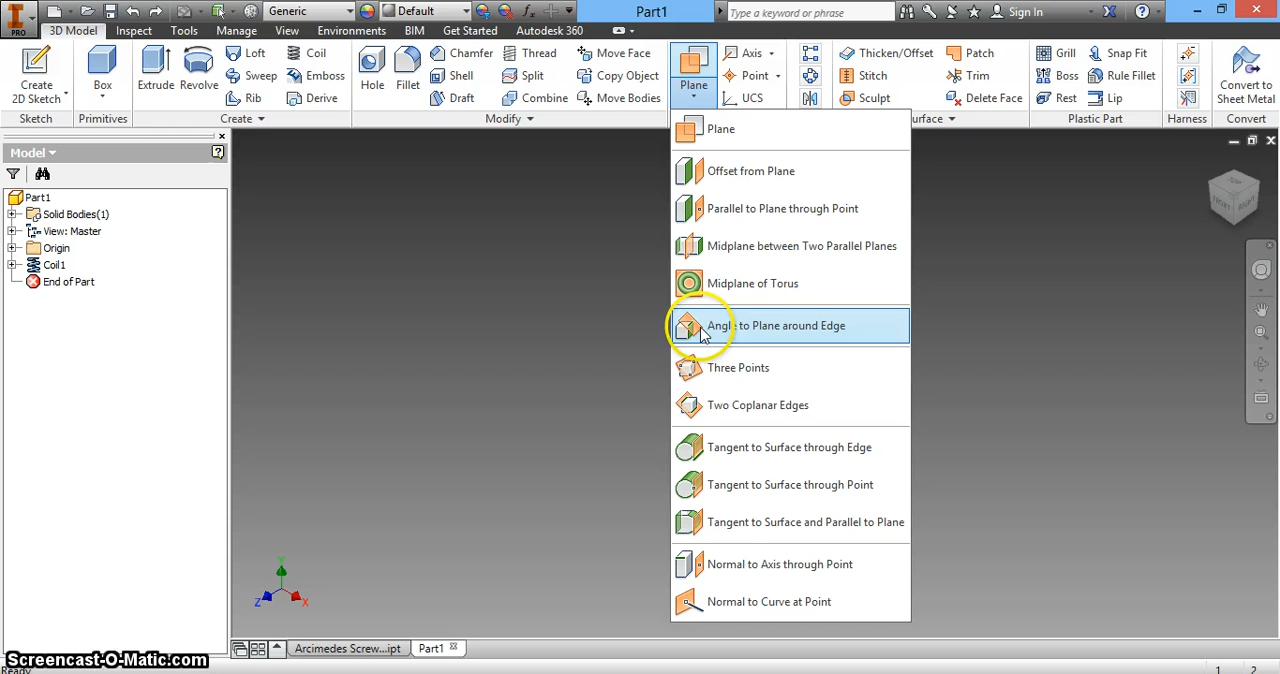 PRO
Generic
Default
Part1
Type a keyword or phrase
Sign In
3D Model
Inspect
Tools
Manage
View
Environments
BIM
Get Started
Autodesk 360
Create
2D Sketch
Box
Extrude
Revolve
Loft
Sweep
Rib
Coil
Emboss
Derive
Hole
Fillet
Chamfer
Shell
Draft
Thread
Split
Combine
Move Face
Copy Object
Move Bodies
Plane
Axis
Point
UCS
Thicken/Offset
Stitch
Sculpt
Patch
Trim
Delete Face
Grill
Boss
Rest
Snap Fit
Rule Fillet
Lip
Convert to
Sheet Metal
Sketch
Primitives
Create
Modify
urface
Plastic Part
Harness
Convert
Model
Part1
Solid Bodies(1)
View: Master
Origin
Coil1
End of Part
Plane
Offset from Plane
Parallel to Plane through Point
Midplane between Two Parallel Planes
Midplane of Torus
Angle to Plane around Edge
Three Points
Two Coplanar Edges
Tangent to Surface through Edge
Tangent to Surface through Point
Tangent to Surface and Parallel to Plane
Normal to Axis through Point
Normal to Curve at Point
TOP
FRONT
RIGHT
Y
Z
X
Arcimedes Screw...ipt
Part1
Screencast-O-Matic.com
Ready
1
2